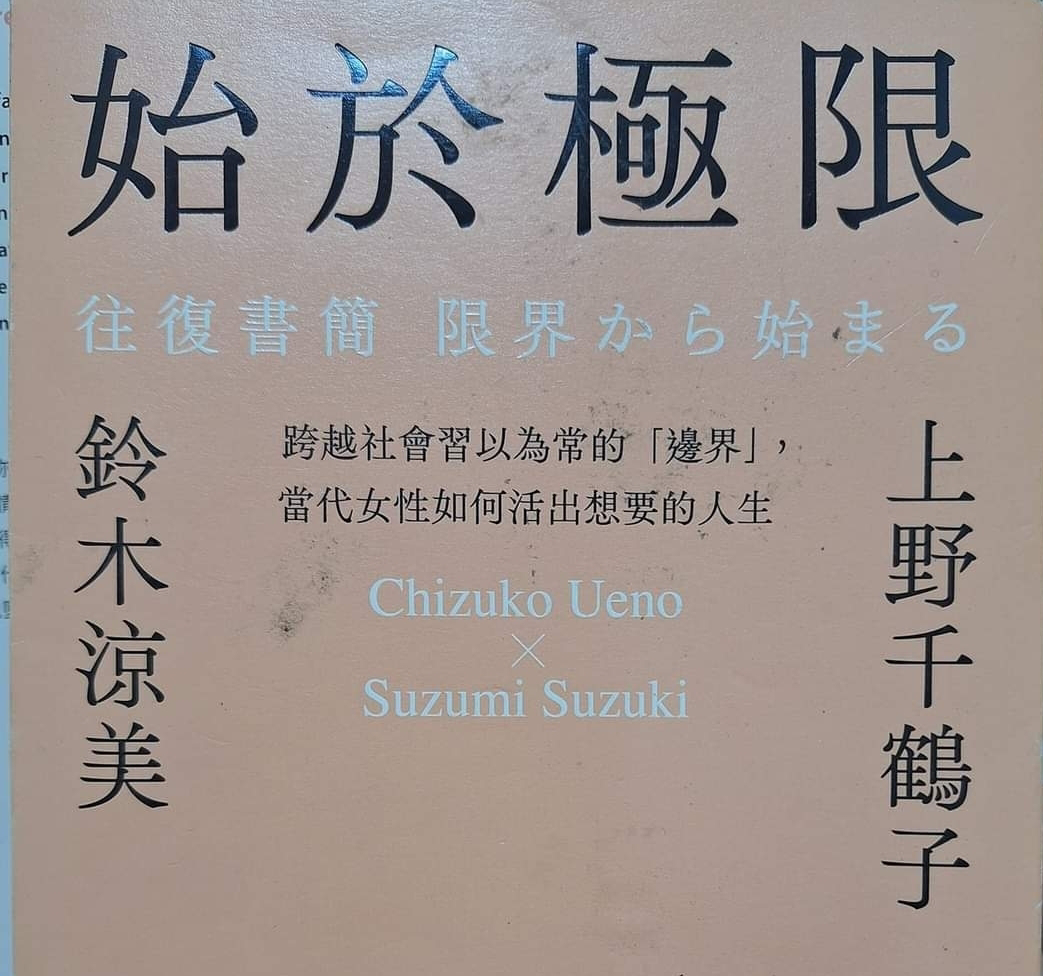 始於極限
往復書簡 限界から始まる
上野千鶴子
跨越社會習以為常的「邊界」，
當代女性如何活出想要的人生
Chizuko Ueno
×
Suzumi Suzuki
鈴木涼美